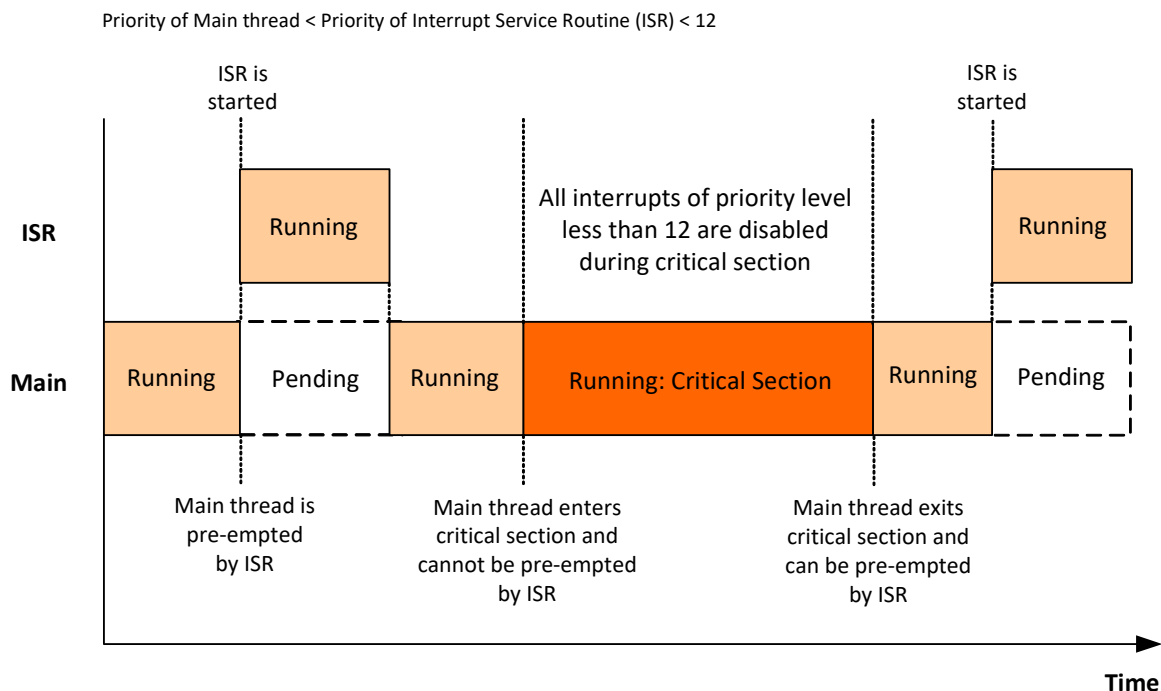 Priority of Main thread < Priority of Interrupt Service Routine (ISR) < 12
ISR is
started
ISR is
started
ISR
Running
All interrupts of priority level
less than 12 are disabled
during critical section
Running
Main
Running
Pending
Running
Running: Critical Section
Running
Pending
Main thread is
pre-empted
by ISR
Main thread enters
critical section and
cannot be pre-empted
by ISR
Main thread exits
critical section and
can be pre-empted
by ISR
Time